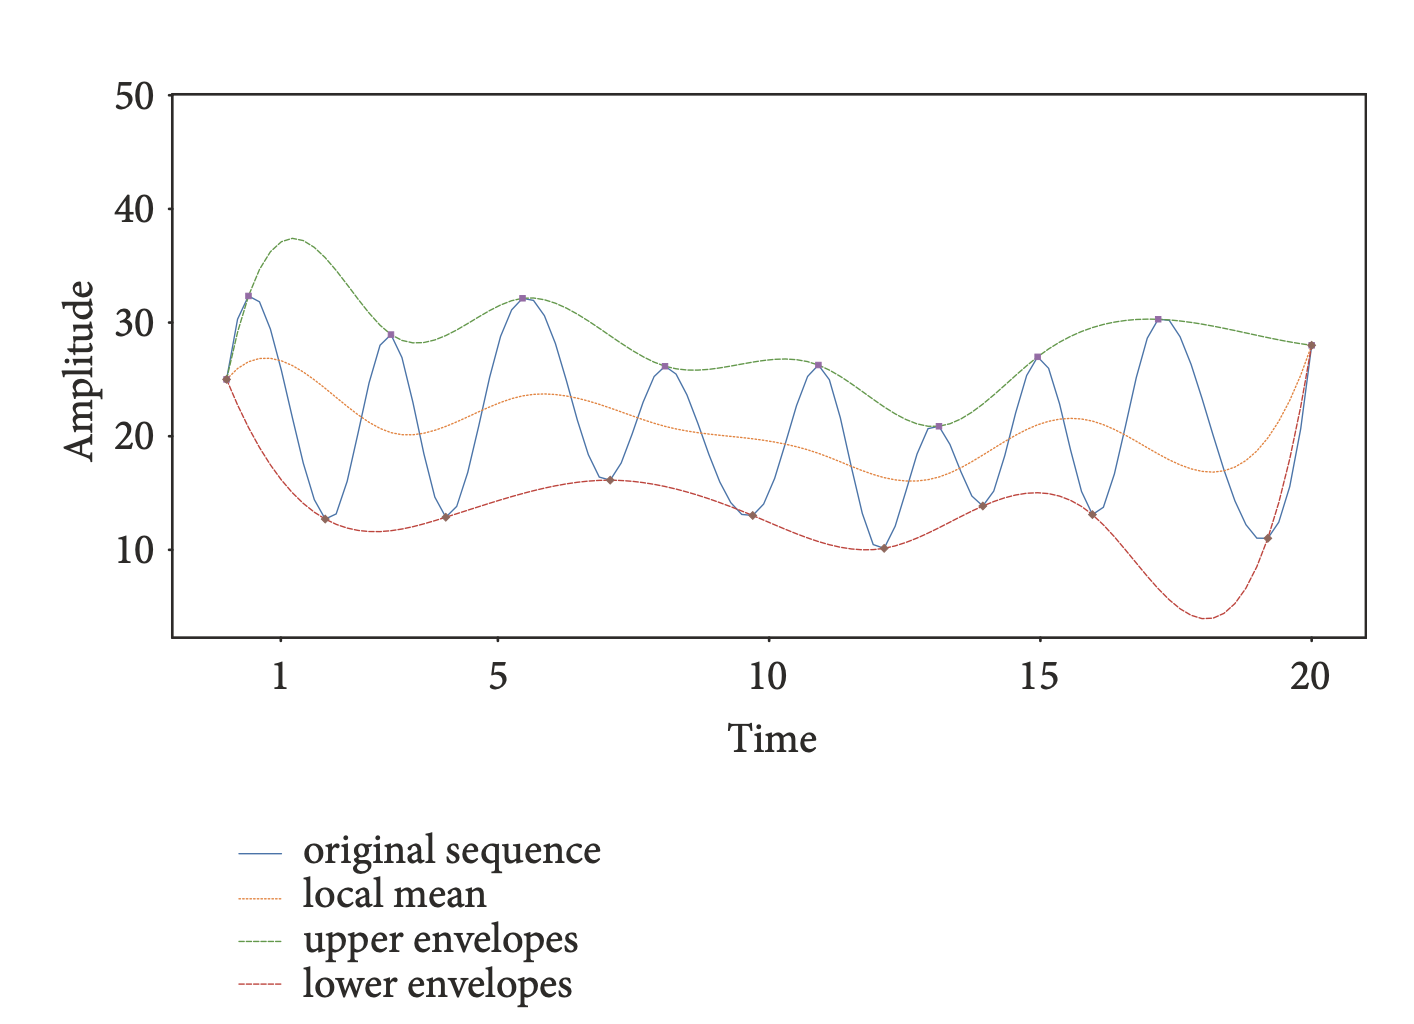 50
40
30
20
10
Amplitude
1 5 10 15 20
Time
original sequence
local mean
upper envelopes
lower envelopes